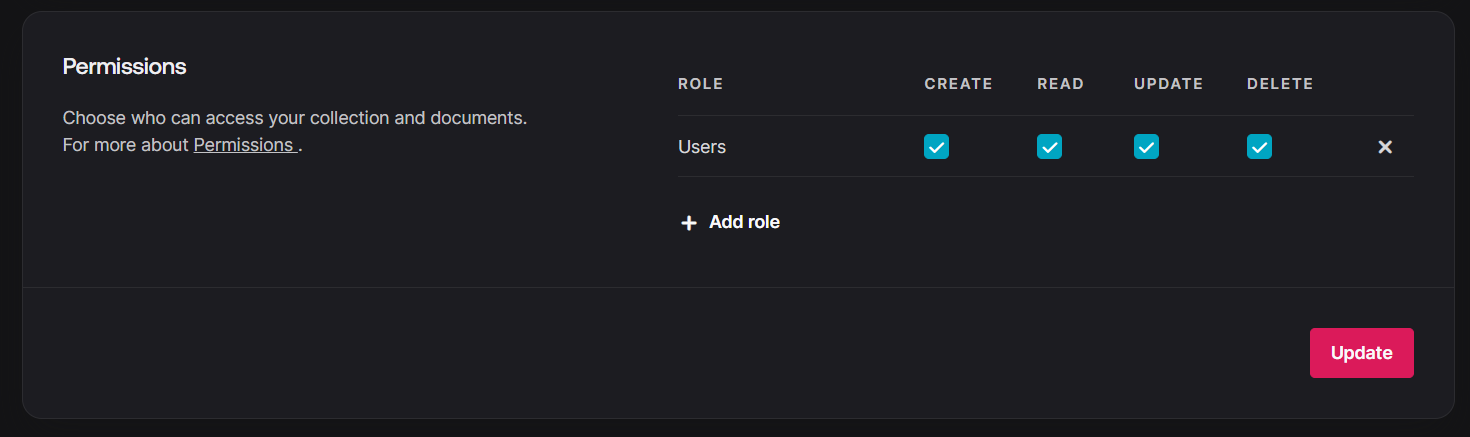 Permissions
Choose who can access your collection and documents.
For more about Permissions .
ROLE CREATE READ UPDATE DELETE
Users
Add role
Update